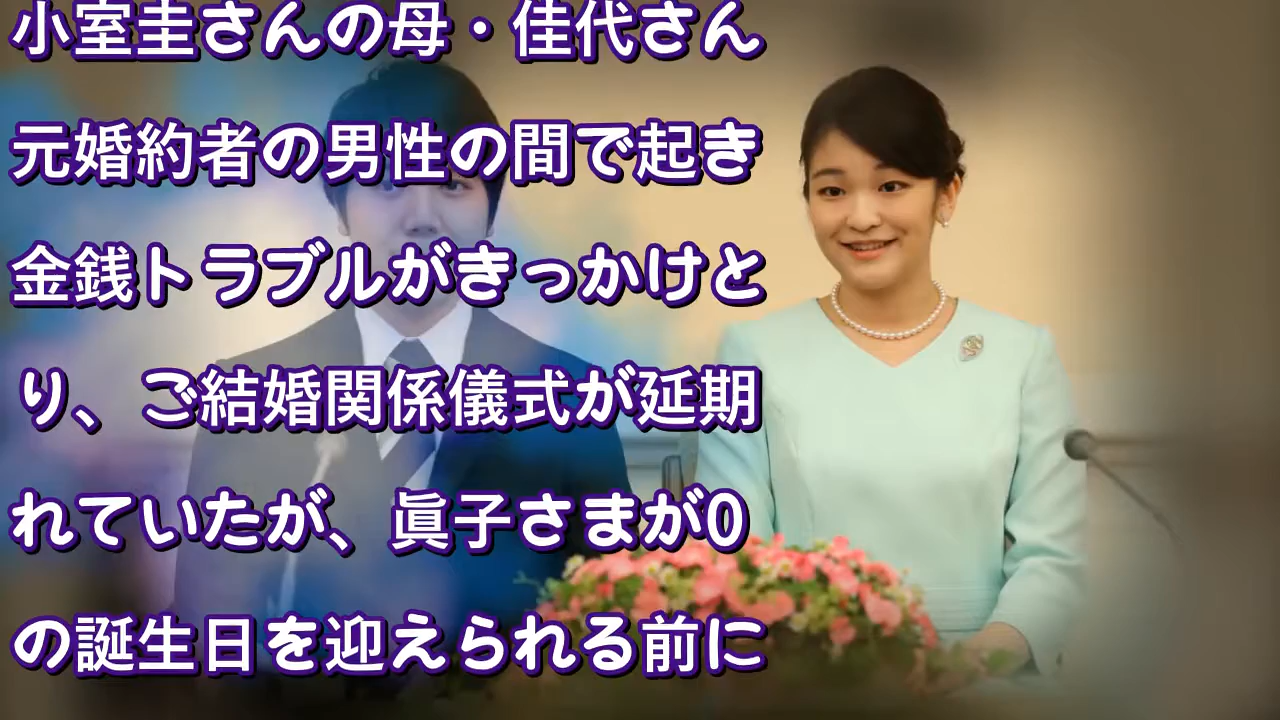 小室圭さんの母・佳代さん
元婚約者の男性の間で起き
金銭トラブルがきっかけと
り、ご結婚関係儀式が延期
れていたが、眞子さまが0
の誕生日を迎えられる前に